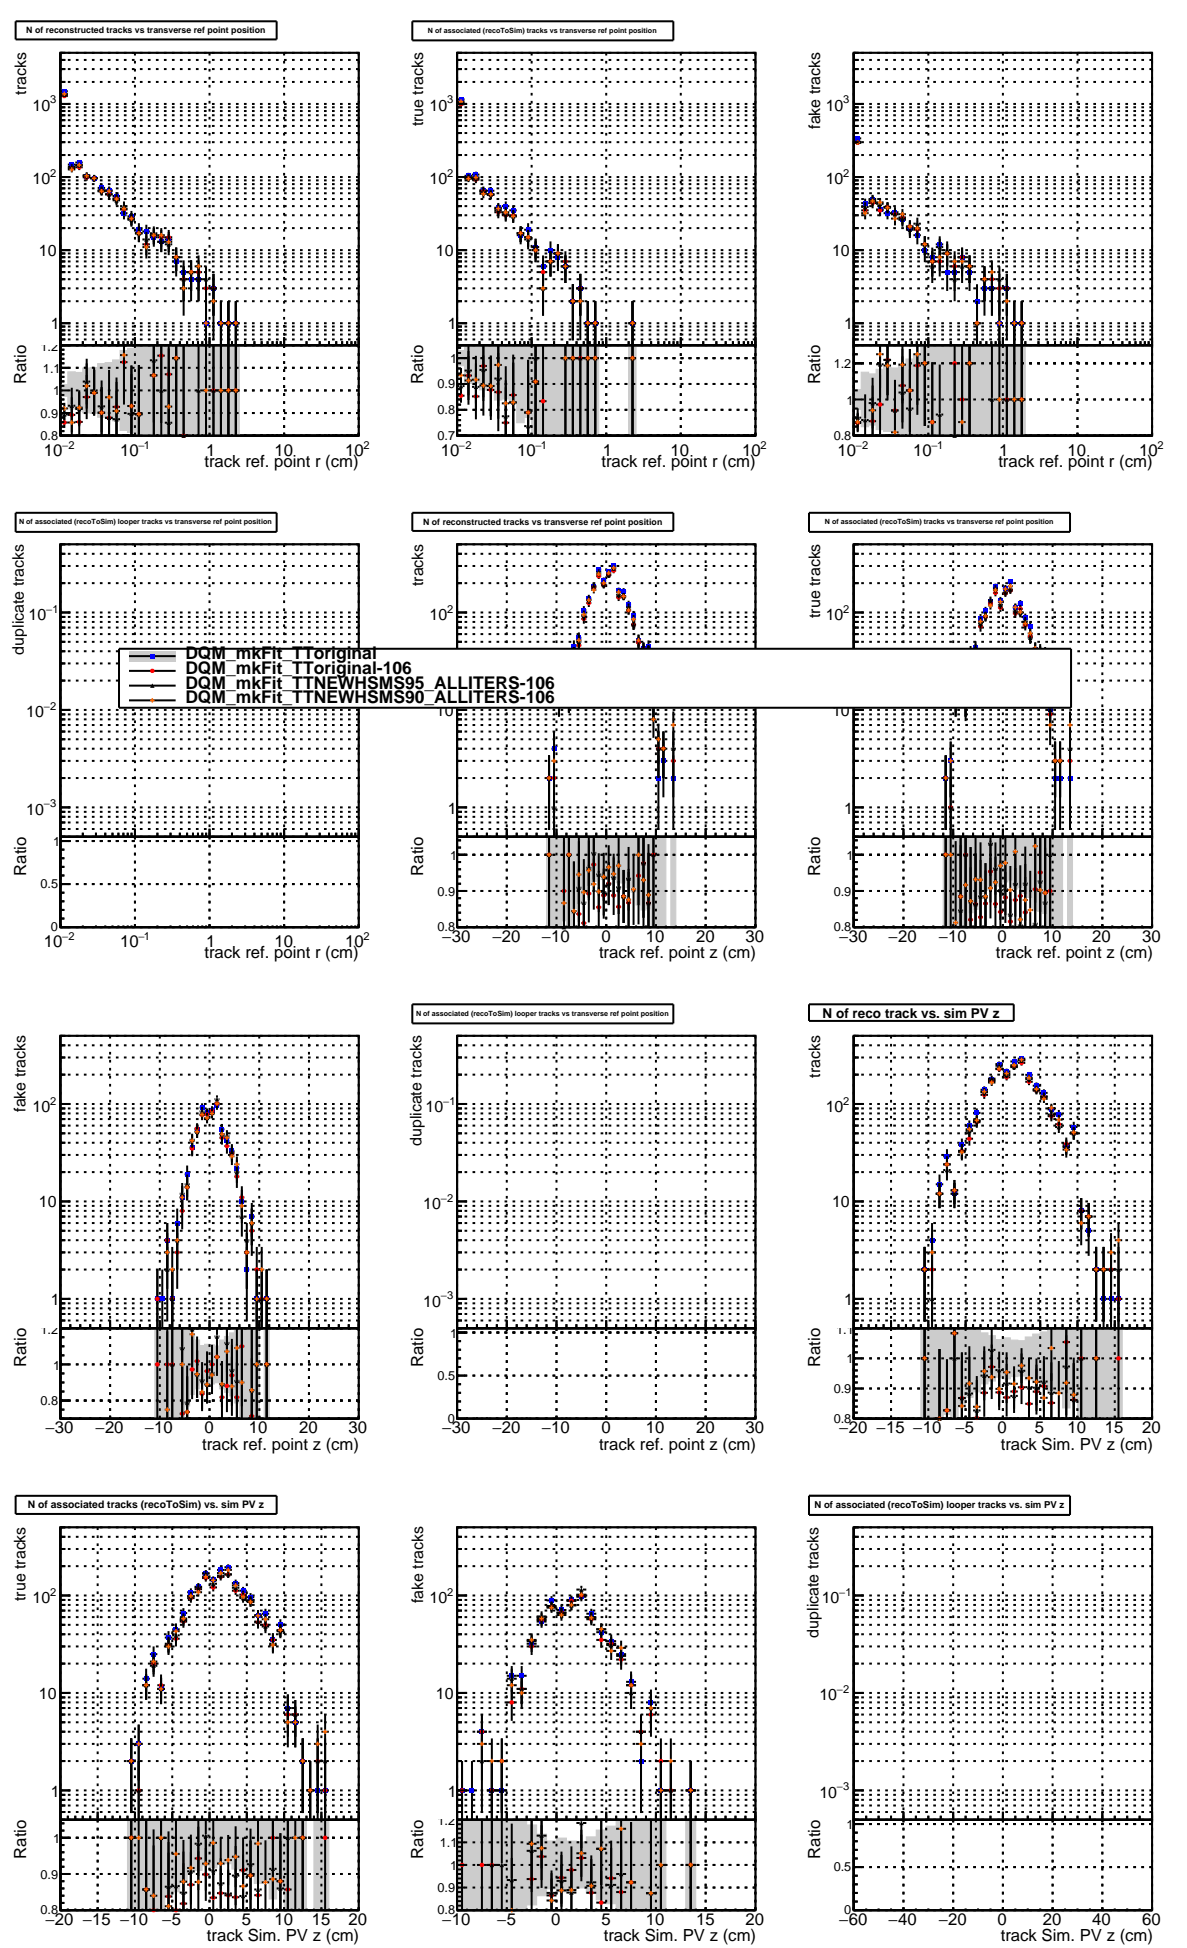 N of reconstructed tracks vs transverse ref point position
tracks
10³
10²
10
1
Ratio
1.2
1.1
1
0.9
0.8
10⁻² 10⁻¹ 1 10 10²
track ref. point r (cm)
N of associated (recoToSim) tracks vs transverse ref point position
true tracks
10³
10²
10
1
Ratio
1
0.9
0.8
0.7
10⁻² 10⁻¹ 1 10 10²
track ref. point r (cm)
fake tracks
10³
10²
10
1
Ratio
1.2
1
0.8
10⁻² 10⁻¹ 1 10 10²
track ref. point r (cm)
N of associated (recoToSim) looper tracks vs transverse ref point position
duplicate tracks
10⁻¹
10⁻²
10⁻³
Ratio
1
0.5
0
10⁻² 10⁻¹ 1 10 10²
track ref. point r (cm)
N of reconstructed tracks vs transverse ref point position
tracks
10²
10
1
Ratio
1
0.9
0.8
−30 −20 −10 0 10 20 30
track ref. point z (cm)
N of associated (recoToSim) tracks vs transverse ref point position
true tracks
10²
10
1
Ratio
1
0.9
0.8
−30 −20 −10 0 10 20 30
track ref. point z (cm)
DQM_mkFit_TToriginal
DQM_mkFit_TToriginal-106
DQM_mkFit_TTNEWHSMS95_ALLITERS-106
DQM_mkFit_TTNEWHSMS90_ALLITERS-106
fake tracks
10²
10
1
Ratio
1.2
1
0.8
−30 −20 −10 0 10 20 30
track ref. point z (cm)
N of associated (recoToSim) looper tracks vs transverse ref point position
duplicate tracks
10⁻¹
10⁻²
10⁻³
Ratio
1
0.5
0
−30 −20 −10 0 10 20 30
track ref. point z (cm)
N of reco track vs. sim PV z
tracks
10²
10
1
Ratio
1.1
1
0.9
0.8
−20 −15 −10 −5 0 5 10 15 20
track Sim. PV z (cm)
N of associated tracks (recoToSim) vs. sim PV z
true tracks
10²
10
1
Ratio
1
0.9
0.8
−20 −15 −10 −5 0 5 10 15 20
track Sim. PV z (cm)
fake tracks
10²
10
1
Ratio
1.2
1.1
1
0.9
0.8
−10 −5 0 5 10 15 20
track Sim. PV z (cm)
N of associated (recoToSim) looper tracks vs. sim PV z
duplicate tracks
10⁻¹
10⁻²
10⁻³
Ratio
1
0.5
0
−60 −40 −20 0 20 40 60
track Sim. PV z (cm)